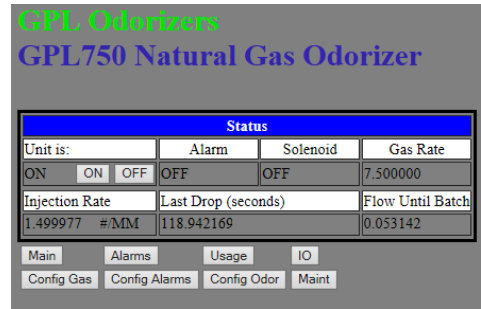 GPL Odorizers
GPL750 Natural Gas Odorizer
Status
Unit is: Alarm Solenoid Gas Rate
ON ON OFF OFF OFF 7.500000
Injection Rate Last Drop (seconds) Flow Until Batch
1.499977 #/MM 118.942169 0.053142
Main Alarms Usage IO
Config Gas Config Alarms Config Odor Maint